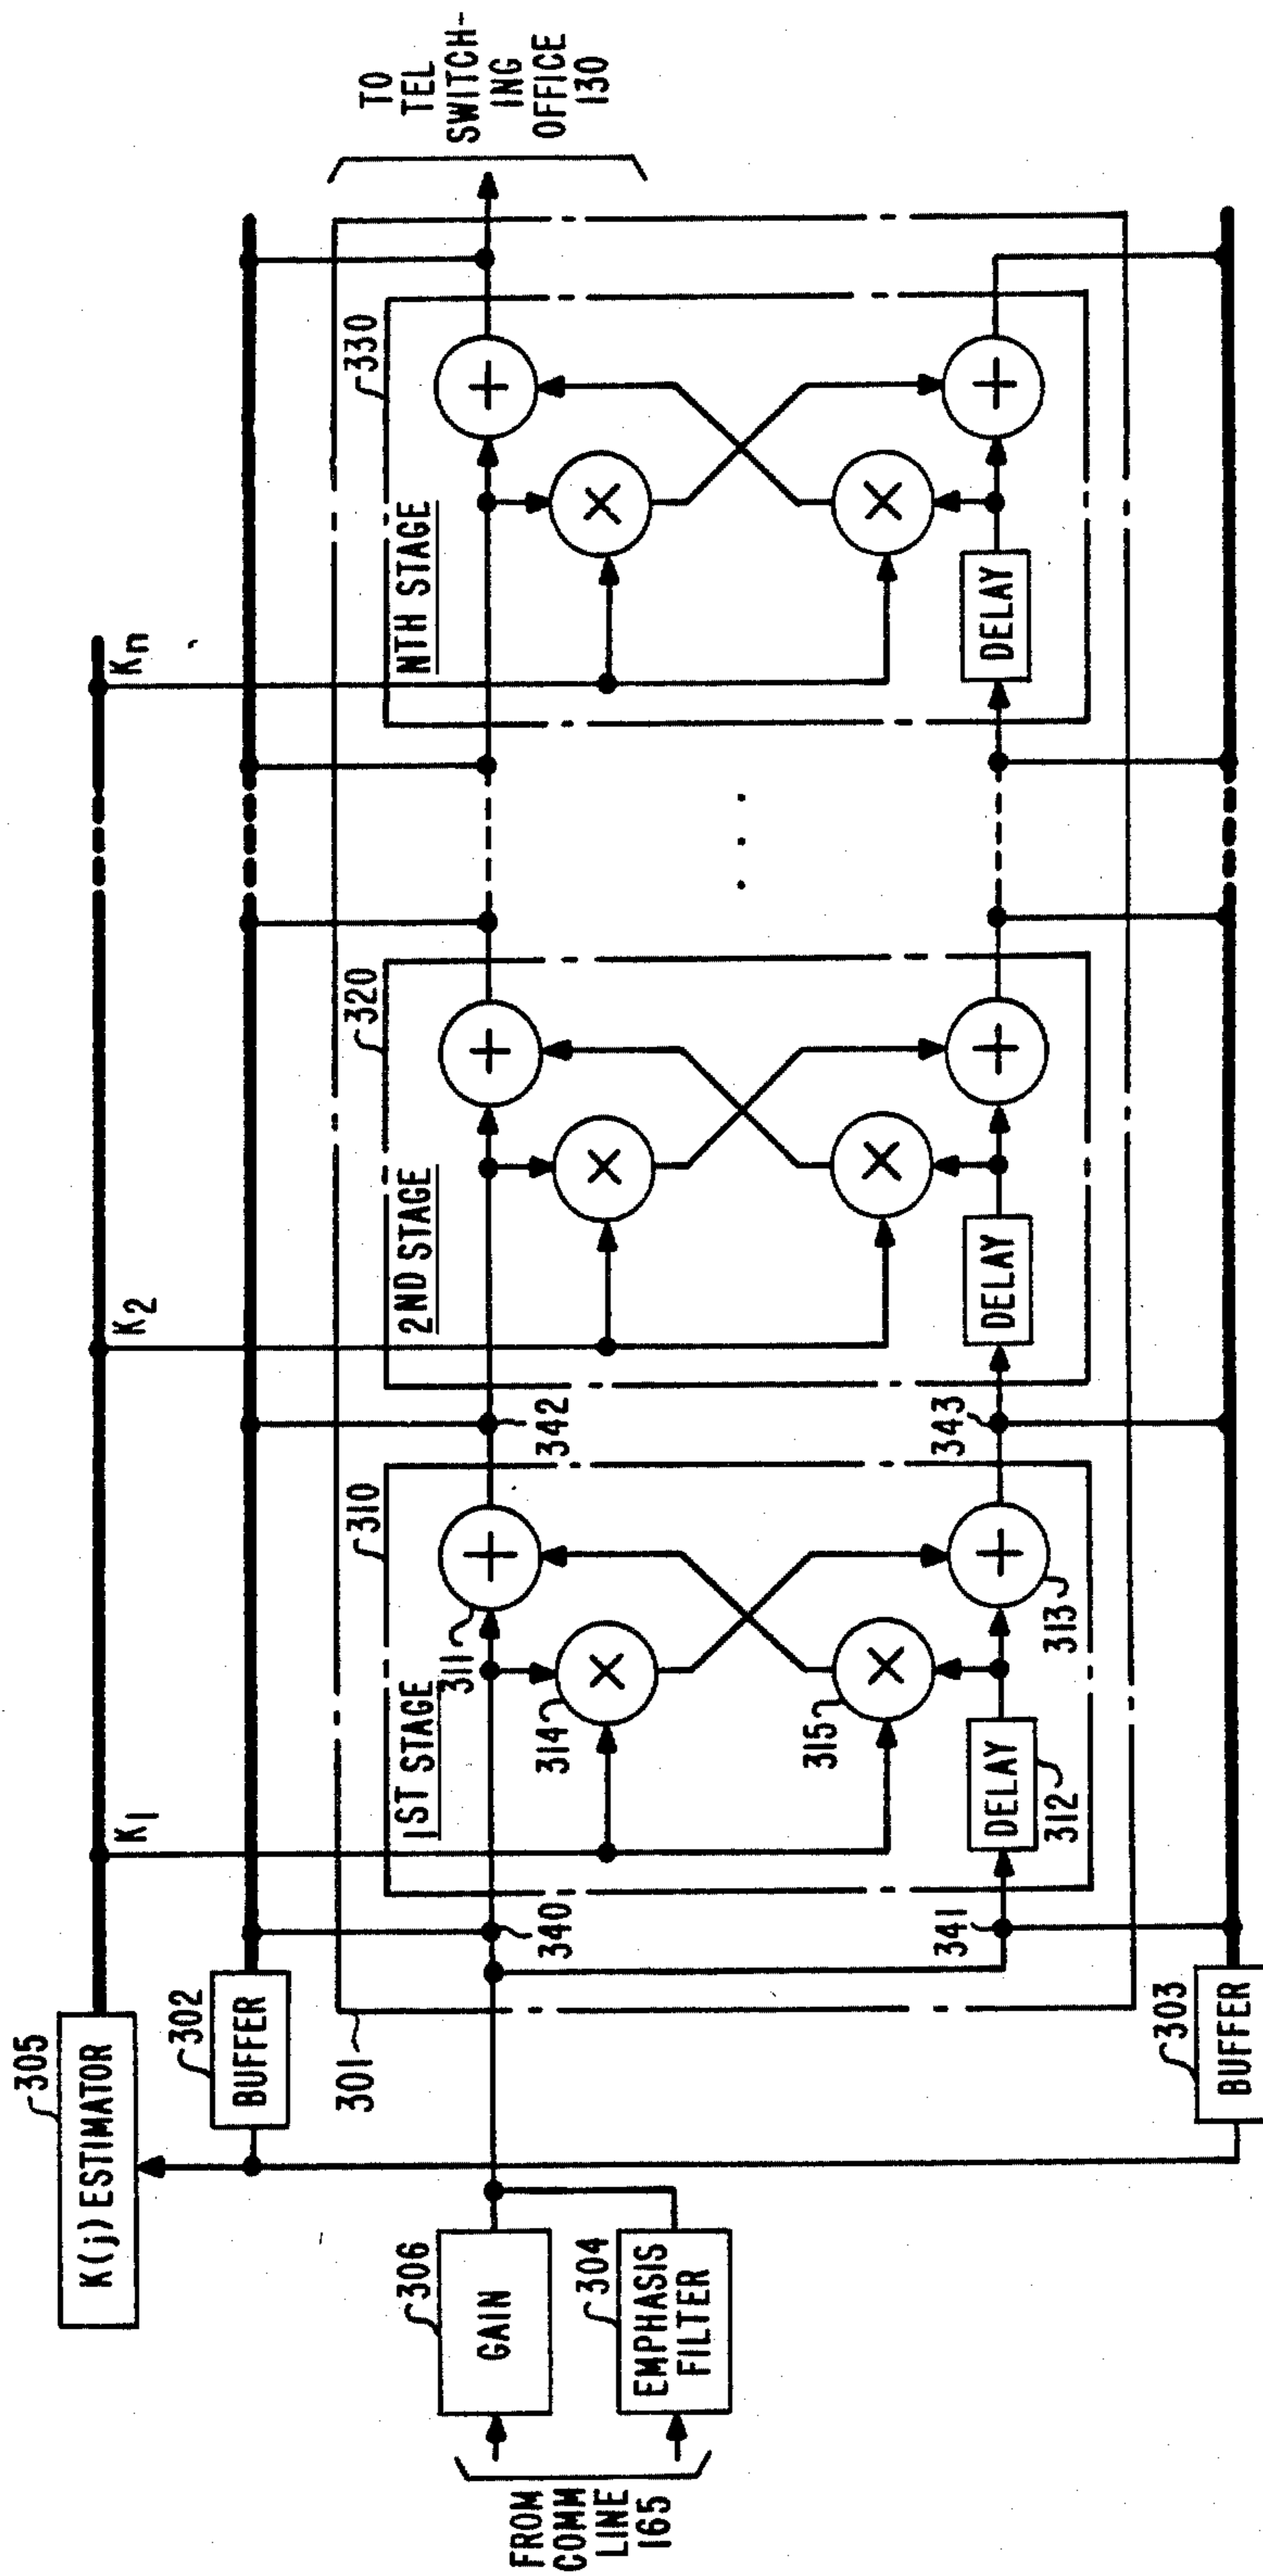 305
K(j) ESTIMATOR
K1
K2
Kn
302
BUFFER
301
306
GAIN
304
EMPHASIS
FILTER
FROM
COMM
LINE
165
340
341
310
1ST STAGE
311
314
315
DELAY
312
313
342
343
320
2ND STAGE
DELAY
. . .
330
NTH STAGE
DELAY
TO
TEL
SWITCH-
ING
OFFICE
130
303
BUFFER
+
×
×
+
+
×
×
+
+
×
×
+